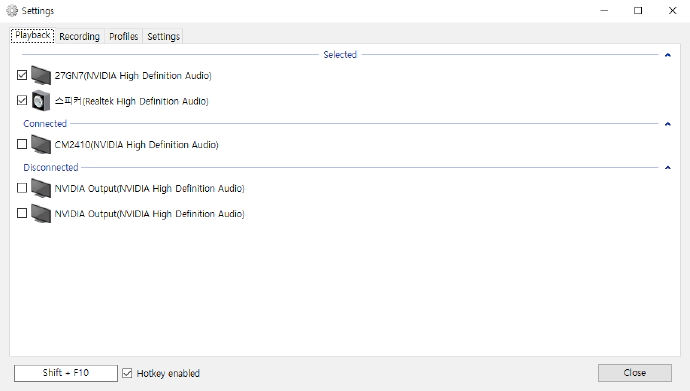 Settings
Playback Recording Profiles Settings
Selected
27GN7(NVIDIA High Definition Audio)
스피커(Realtek High Definition Audio)
Connected
CM2410(NVIDIA High Definition Audio)
Disconnected
NVIDIA Output(NVIDIA High Definition Audio)
NVIDIA Output(NVIDIA High Definition Audio)
Shift + F10 Hotkey enabled Close